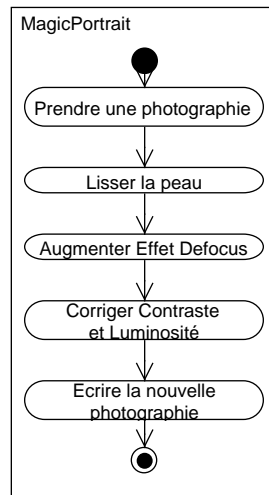 MagicPortrait
Prendre une photographie
Lisser la peau
Augmenter Effet Defocus
Corriger Contraste
et Luminosité
Ecrire la nouvelle
photographie